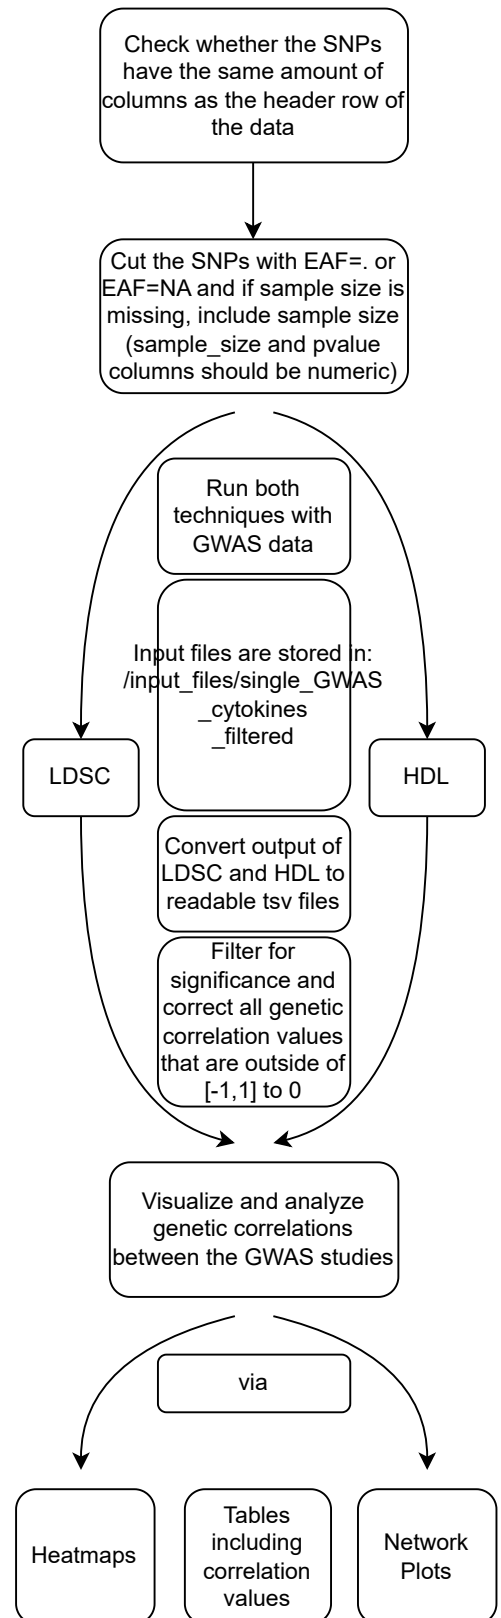 Check whether the SNPs
have the same amount of
columns as the header row of
the data
Cut the SNPs with EAF=. or
EAF=NA and if sample size is
missing, include sample size
(sample_size and pvalue
columns should be numeric)
Run both
techniques with
GWAS data
Input files are stored in:
/input_files/single_GWAS
_cytokines
_filtered
LDSC
HDL
Convert output of
LDSC and HDL to
readable tsv files
Filter for
significance and
correct all genetic
correlation values
that are outside of
[-1,1] to 0
Visualize and analyze
genetic correlations
between the GWAS studies
via
Heatmaps
Tables
including
correlation
values
Network
Plots